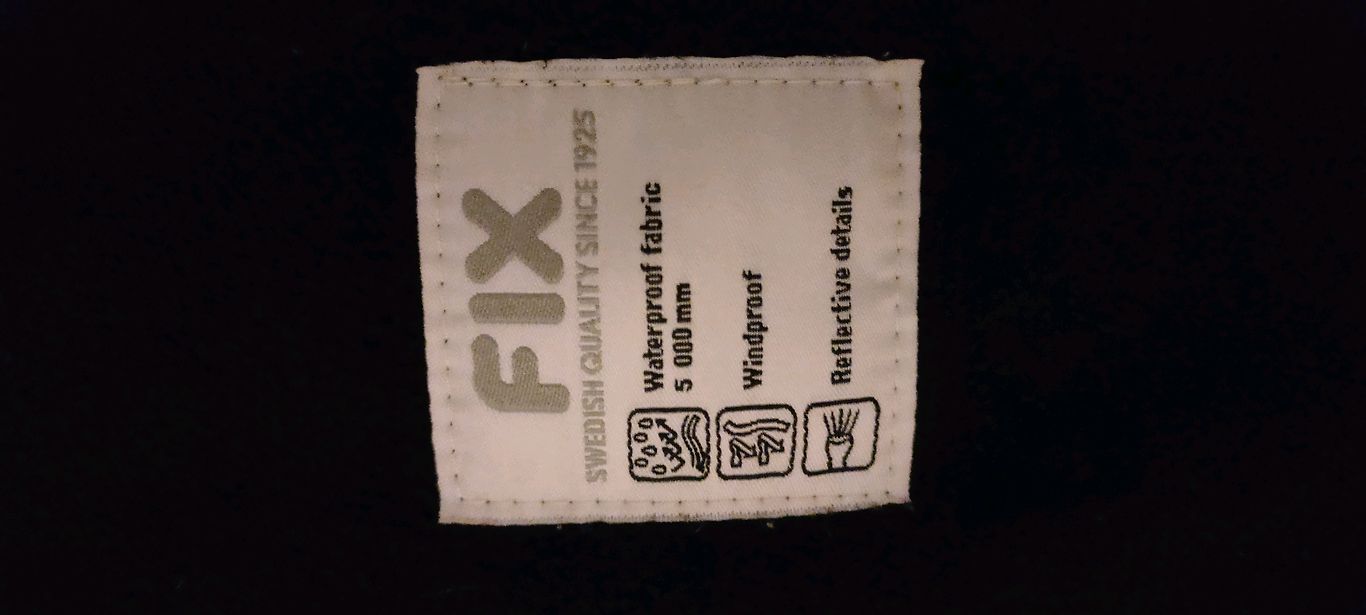 FIX
SWEDISH QUALITY SINCE 1925
Waterproof fabric
5 000 mm
Windproof
Reflective details